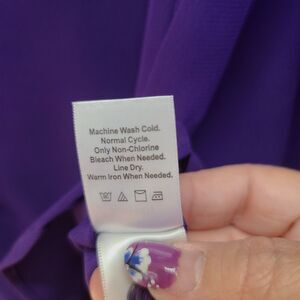 Machine Wash Cold.
Normal Cycle.
Only Non-Chlorine
Bleach When Needed.
Line Dry.
Warm Iron When Needed.